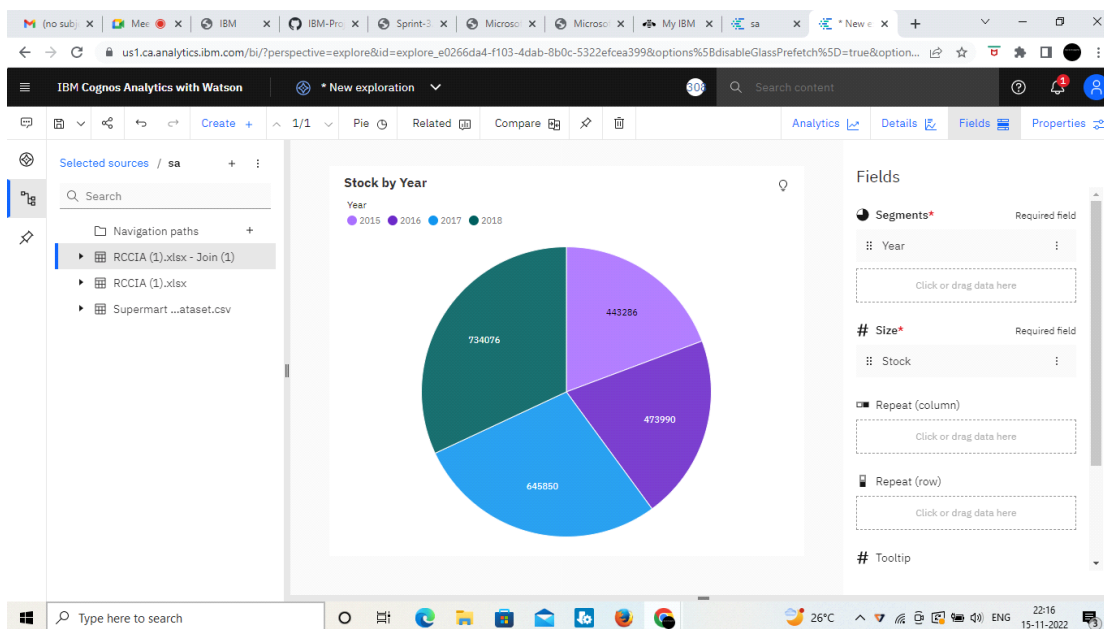 (no subj
Mee
IBM
IBM-Pro
Sprint-3
Microso
Microso
My IBM
sa
* New e
us1.ca.analytics.ibm.com/bi/?perspective=explore&id=explore_e0266da4-f103-4dab-8b0c-5322efcea399&options%5BdisableGlassPrefetch%5D=true&option...
IBM Cognos Analytics with Watson
* New exploration
308
Search content
1
Create +
1/1
Pie
Related
Compare
Analytics
Details
Fields
Properties
Selected sources / sa
Search
Navigation paths
RCCIA (1).xlsx - Join (1)
RCCIA (1).xlsx
Supermart ...ataset.csv
Stock by Year
Year
2015 2016 2017 2018
443286
734076
473990
645850
Fields
Segments* Required field
Year
Click or drag data here
# Size* Required field
Stock
Repeat (column)
Click or drag data here
Repeat (row)
Click or drag data here
# Tooltip
Type here to search
26°C
ENG
22:16
15-11-2022
3